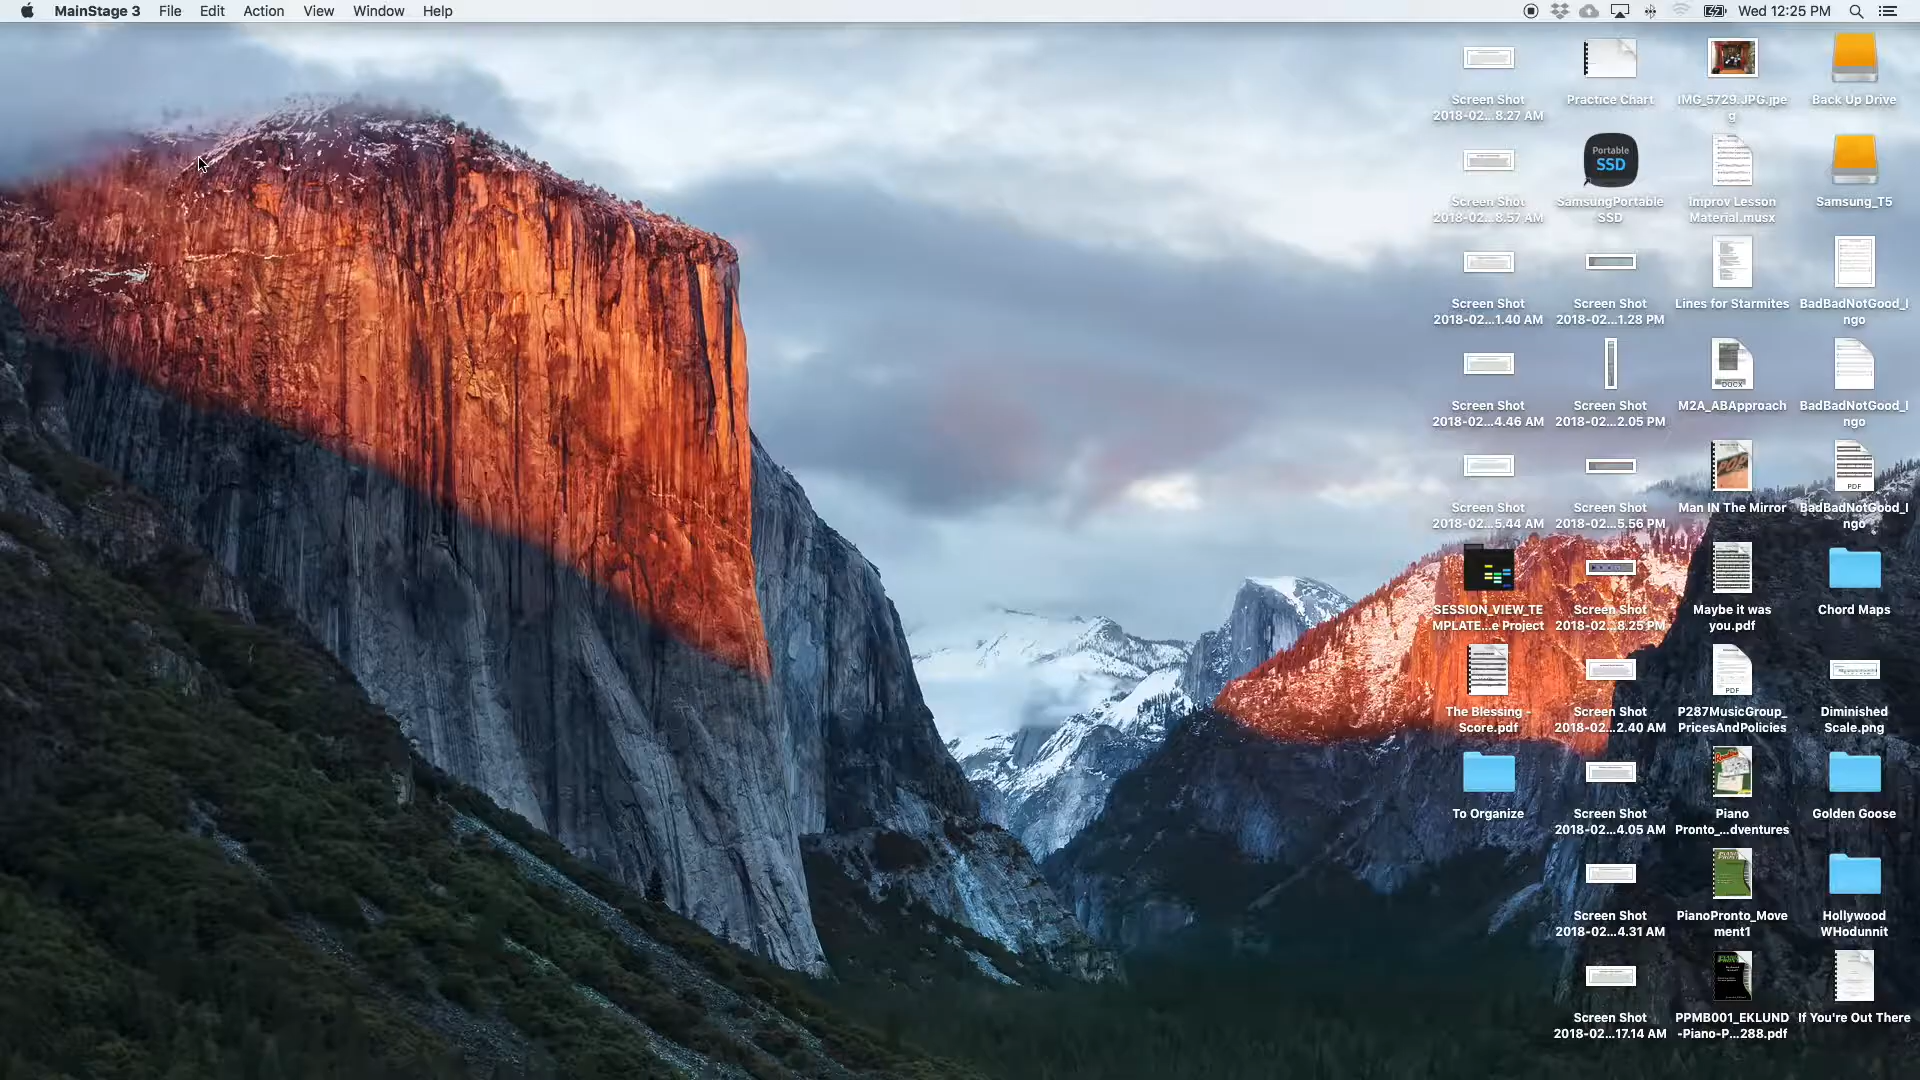 MainStage 3 File Edit Action View Window Help Wed 12:25 PM
Screen Shot
2018-02...8.27 AM
Practice Chart
IMG_5729.JPG.jpe
g
Back Up Drive
Screen Shot
2018-02...8.57 AM
Portable
SSD
SamsungPortable
SSD
Improv Lesson
Material.musx
Samsung_T5
Screen Shot
2018-02...1.40 AM
Screen Shot
2018-02...1.28 PM
Lines for Starmites
BadBadNotGood_I
ngo
Screen Shot
2018-02...4.46 AM
Screen Shot
2018-02...2.05 PM
DOCX
M2A_ABApproach
BadBadNotGood_I
ngo
Screen Shot
2018-02...5.44 AM
Screen Shot
2018-02...5.56 PM
POP
Man IN The Mirror
PDF
BadBadNotGood_I
ngo
SESSION_VIEW_TE
MPLATE...e Project
Screen Shot
2018-02...8.25 PM
Maybe it was
you.pdf
Chord Maps
The Blessing -
Score.pdf
Screen Shot
2018-02...2.40 AM
PDF
P287MusicGroup_
PricesAndPolicies
Diminished
Scale.png
To Organize
Screen Shot
2018-02...4.05 AM
Piano
Pronto_...dventures
Golden Goose
Screen Shot
2018-02...4.31 AM
PianoPronto_Move
ment1
Hollywood
WHodunnit
Screen Shot
2018-02...17.14 AM
PPMB001_EKLUND
-Piano-P...288.pdf
If You're Out There